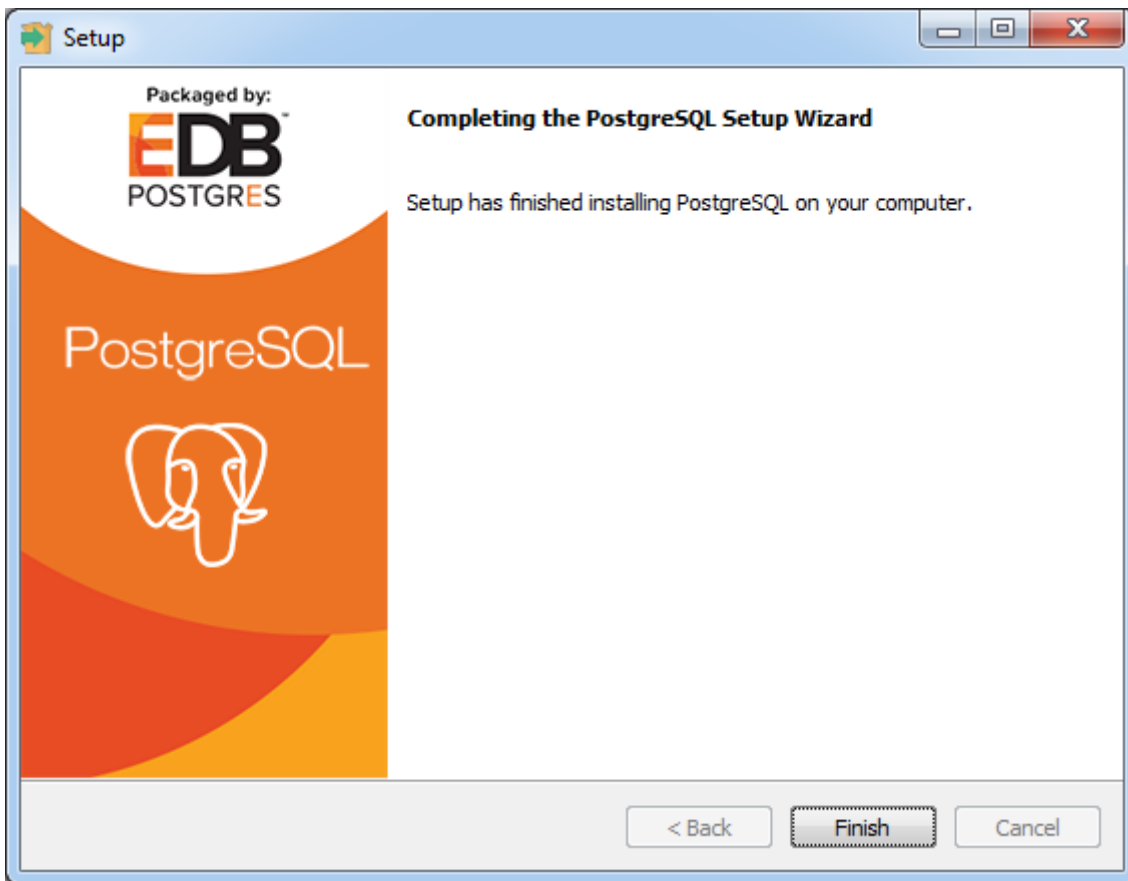 Setup
Packaged by:
EDB™
POSTGRES
PostgreSQL
Completing the PostgreSQL Setup Wizard
Setup has finished installing PostgreSQL on your computer.
< Back
Finish
Cancel